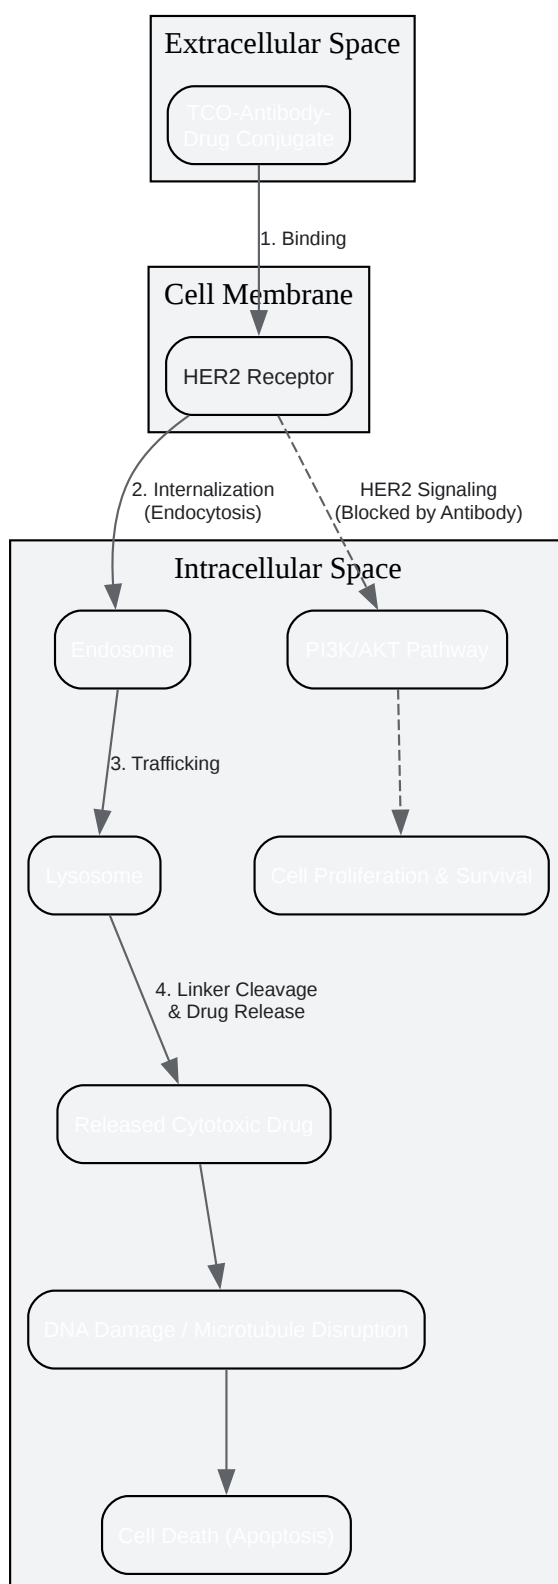 Extracellular Space
TCO-Antibody-
Drug Conjugate
1. Binding
Cell Membrane
HER2 Receptor
2. Internalization
(Endocytosis)
HER2 Signaling
(Blocked by Antibody)
Intracellular Space
Endosome
PI3K/AKT Pathway
3. Trafficking
Lysosome
Cell Proliferation & Survival
4. Linker Cleavage
& Drug Release
Released Cytotoxic Drug
DNA Damage / Microtubule Disruption
Cell Death (Apoptosis)